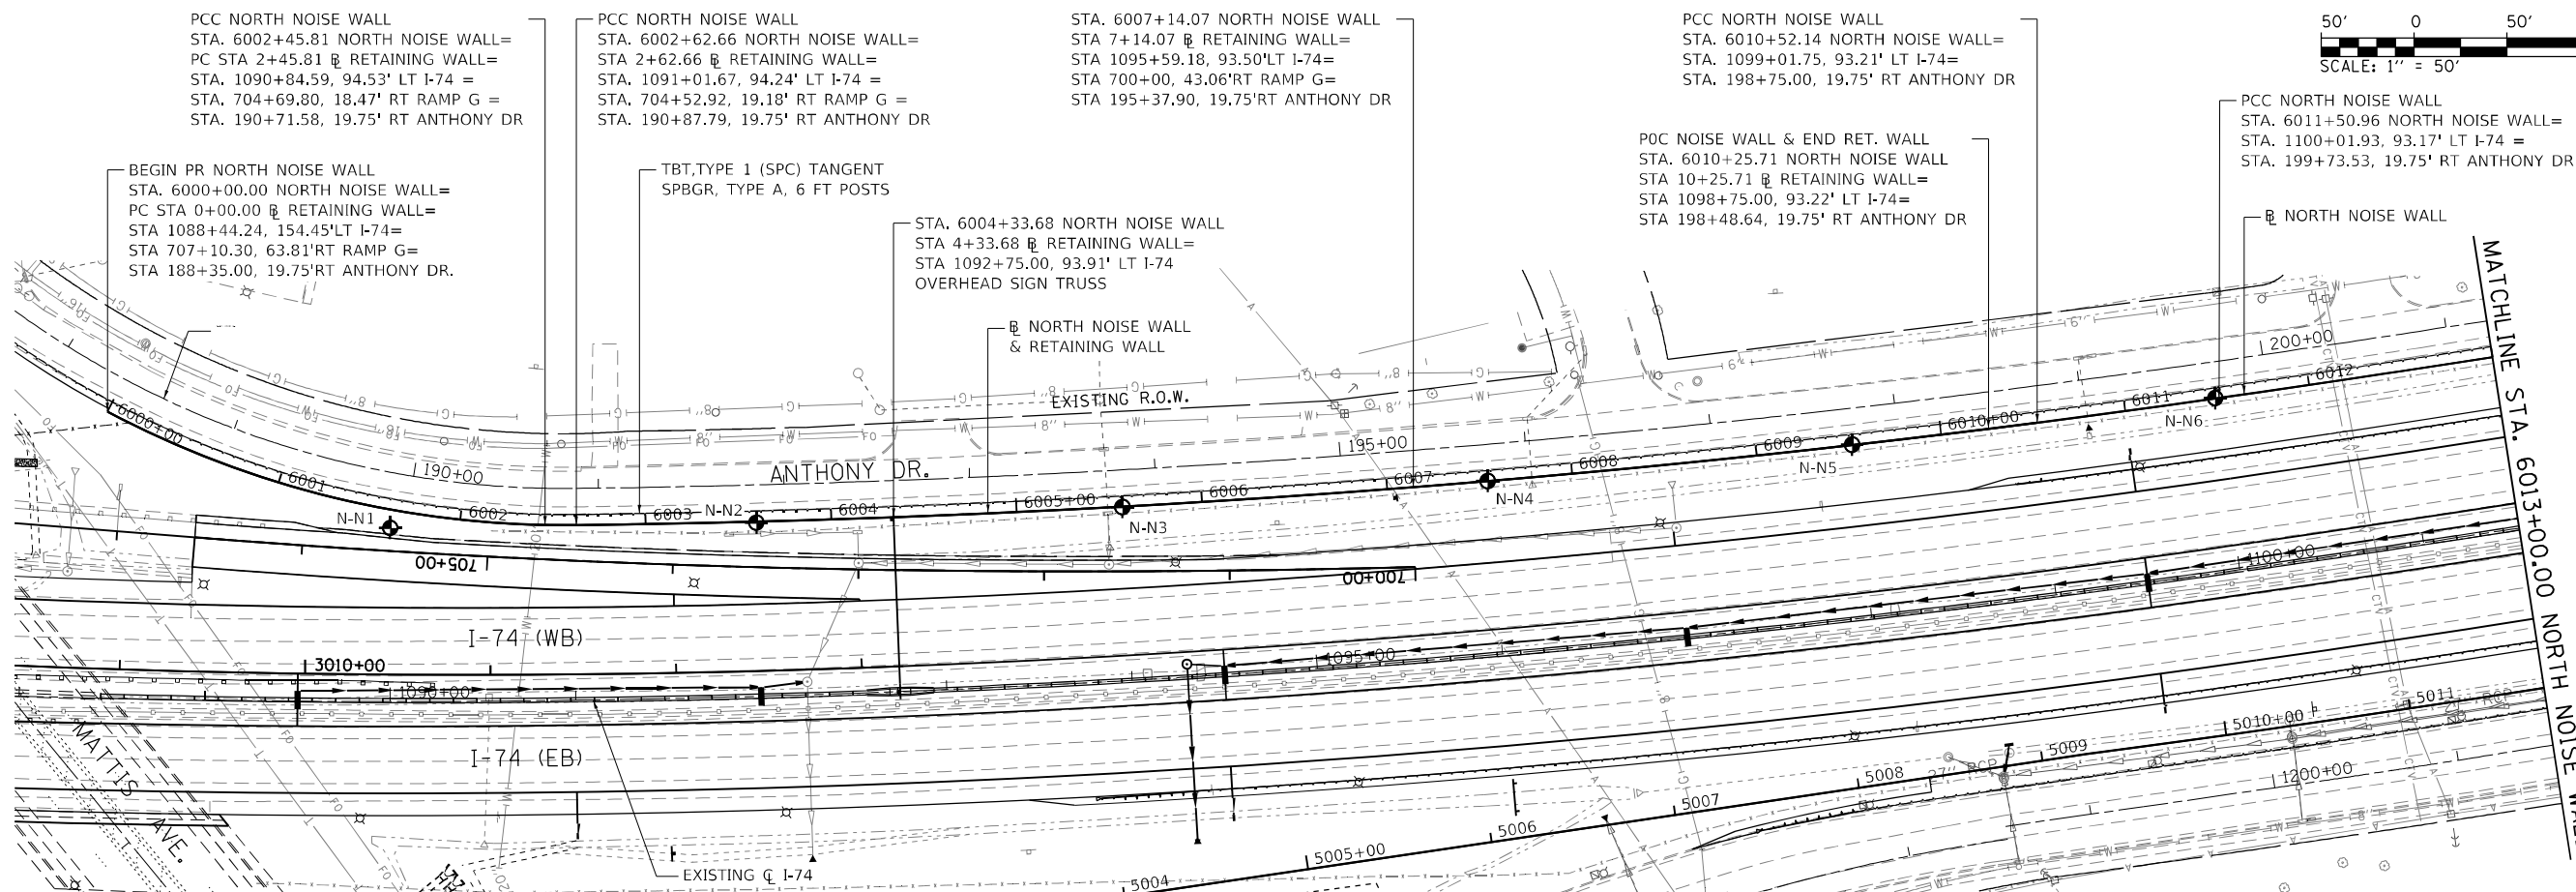 PCC NORTH NOISE WALL
STA. 6002+45.81 NORTH NOISE WALL=
PC STA 2+45.81 ⅊ RETAINING WALL=
STA. 1090+84.59, 94.53' LT I-74 =
STA. 704+69.80, 18.47' RT RAMP G =
STA. 190+71.58, 19.75' RT ANTHONY DR
PCC NORTH NOISE WALL
STA. 6002+62.66 NORTH NOISE WALL=
STA 2+62.66 ⅊ RETAINING WALL=
STA. 1091+01.67, 94.24' LT I-74 =
STA. 704+52.92, 19.18' RT RAMP G =
STA. 190+87.79, 19.75' RT ANTHONY DR
STA. 6007+14.07 NORTH NOISE WALL
STA 7+14.07 ⅊ RETAINING WALL=
STA 1095+59.18, 93.50'LT I-74=
STA 700+00, 43.06'RT RAMP G=
STA 195+37.90, 19.75'RT ANTHONY DR
PCC NORTH NOISE WALL
STA. 6010+52.14 NORTH NOISE WALL=
STA. 1099+01.75, 93.21' LT I-74=
STA. 198+75.00, 19.75' RT ANTHONY DR
50' 0 50'
SCALE: 1'' = 50'
PCC NORTH NOISE WALL
STA. 6011+50.96 NORTH NOISE WALL=
STA. 1100+01.93, 93.17' LT I-74 =
STA. 199+73.53, 19.75' RT ANTHONY DR
POC NOISE WALL & END RET. WALL
STA. 6010+25.71 NORTH NOISE WALL
STA 10+25.71 ⅊ RETAINING WALL=
STA 1098+75.00, 93.22' LT I-74=
STA 198+48.64, 19.75' RT ANTHONY DR
BEGIN PR NORTH NOISE WALL
STA. 6000+00.00 NORTH NOISE WALL=
PC STA 0+00.00 ⅊ RETAINING WALL=
STA 1088+44.24, 154.45'LT I-74=
STA 707+10.30, 63.81'RT RAMP G=
STA 188+35.00, 19.75'RT ANTHONY DR.
TBT,TYPE 1 (SPC) TANGENT
SPBGR, TYPE A, 6 FT POSTS
STA. 6004+33.68 NORTH NOISE WALL
STA 4+33.68 ⅊ RETAINING WALL=
STA 1092+75.00, 93.91' LT I-74
OVERHEAD SIGN TRUSS
⅊ NORTH NOISE WALL
& RETAINING WALL
⅊ NORTH NOISE WALL
MATCHLINE STA. 6013+00.00 NORTH NOISE WALL
EXISTING R.O.W.
ANTHONY DR.
190+00
195+00
200+00
6000+00
6001
6002
6003
6004
6005+00
6006
6007
6008
6009
6010+00
6011
6012
N-N1
N-N2
N-N3
N-N4
N-N5
N-N6
705+00
700+00
I-74 (WB)
3010+00
1090+00
1095+00
1100+00
I-74 (EB)
MATTIS AVE.
EXISTING ℄ I-74
5004
5005+00
5006
5007
5008
5009
5010+00
5011
27'' RCP
RCP
1200+00